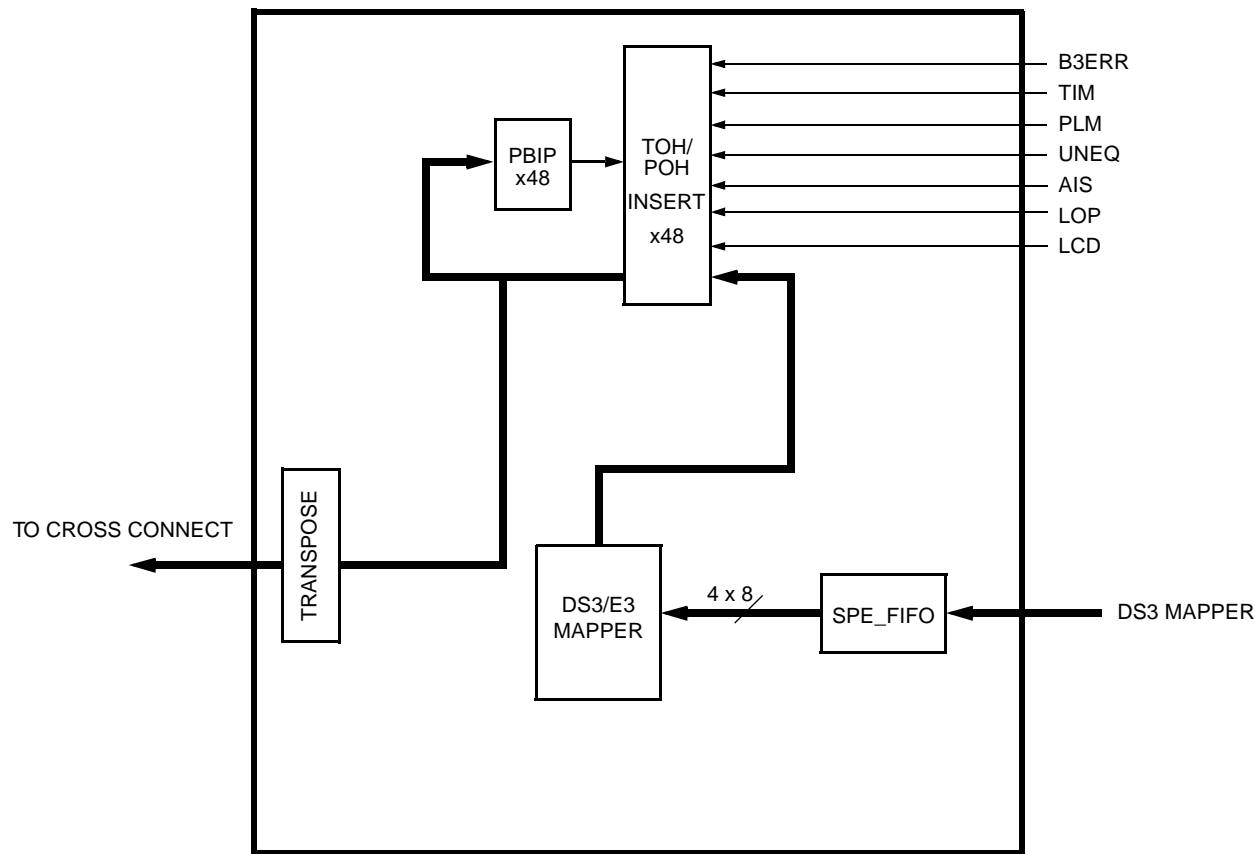 B3ERR
TIM
PLM
UNEQ
AIS
LOP
LCD
PBIP
x48
TOH/
POH
INSERT
x48
TO CROSS CONNECT
TRANSPOSE
DS3/E3
MAPPER
4 x 8
SPE_FIFO
DS3 MAPPER